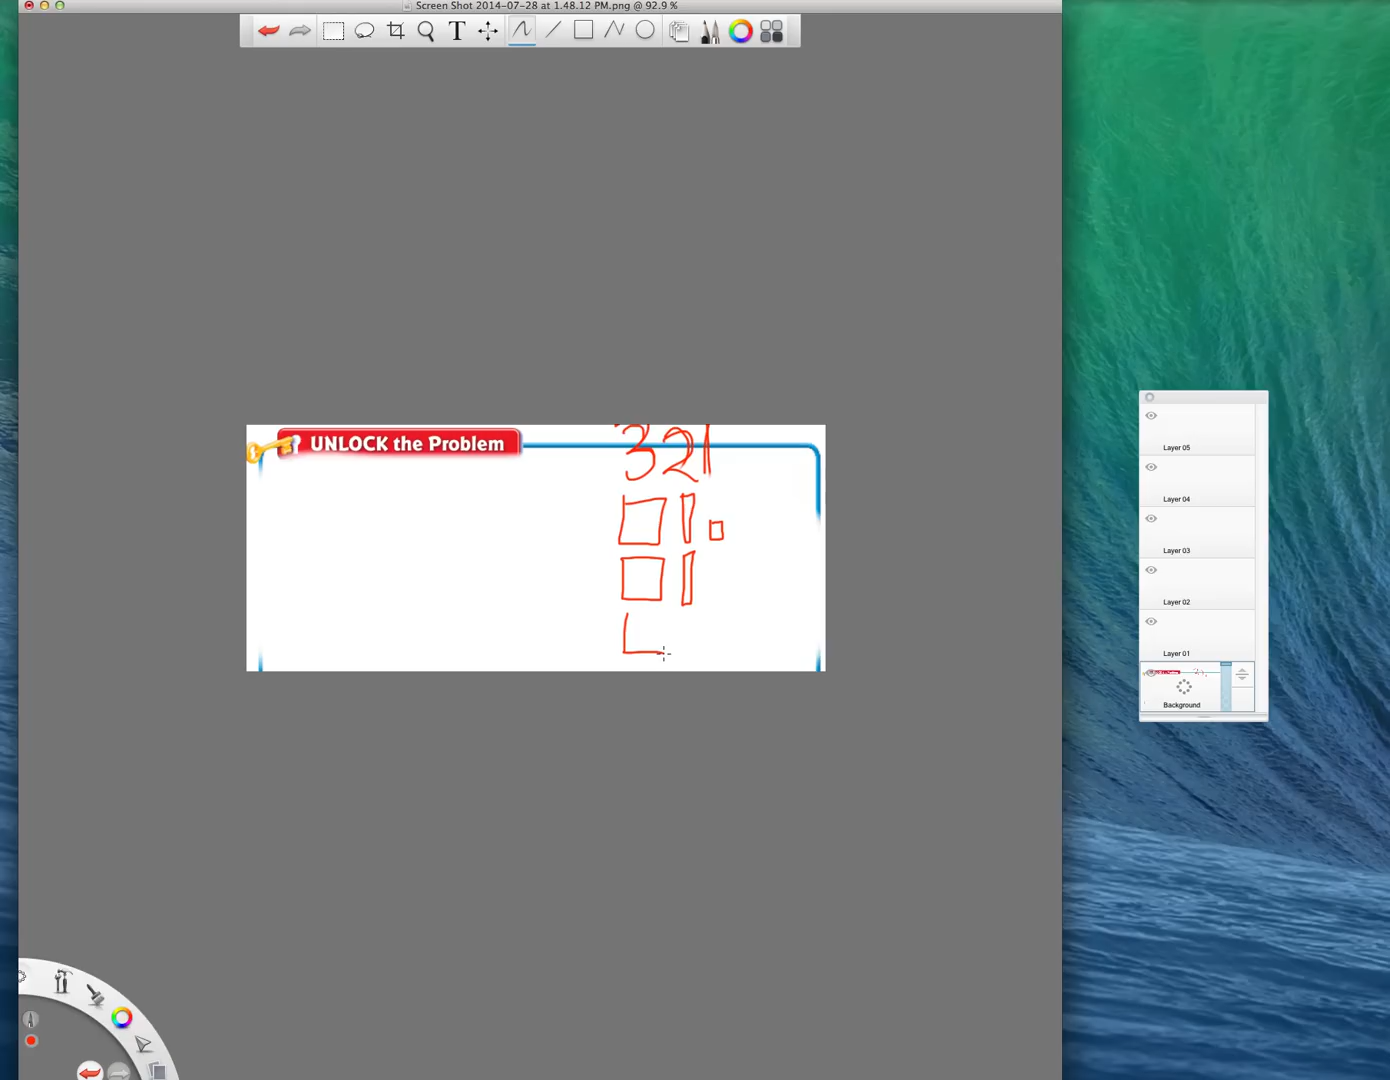 Screen Shot 2014-07-28 at 1.48.12 PM.png @ 92.9 %
T
UNLOCK the Problem
321
Layer 05
Layer 04
Layer 03
Layer 02
Layer 01
Background